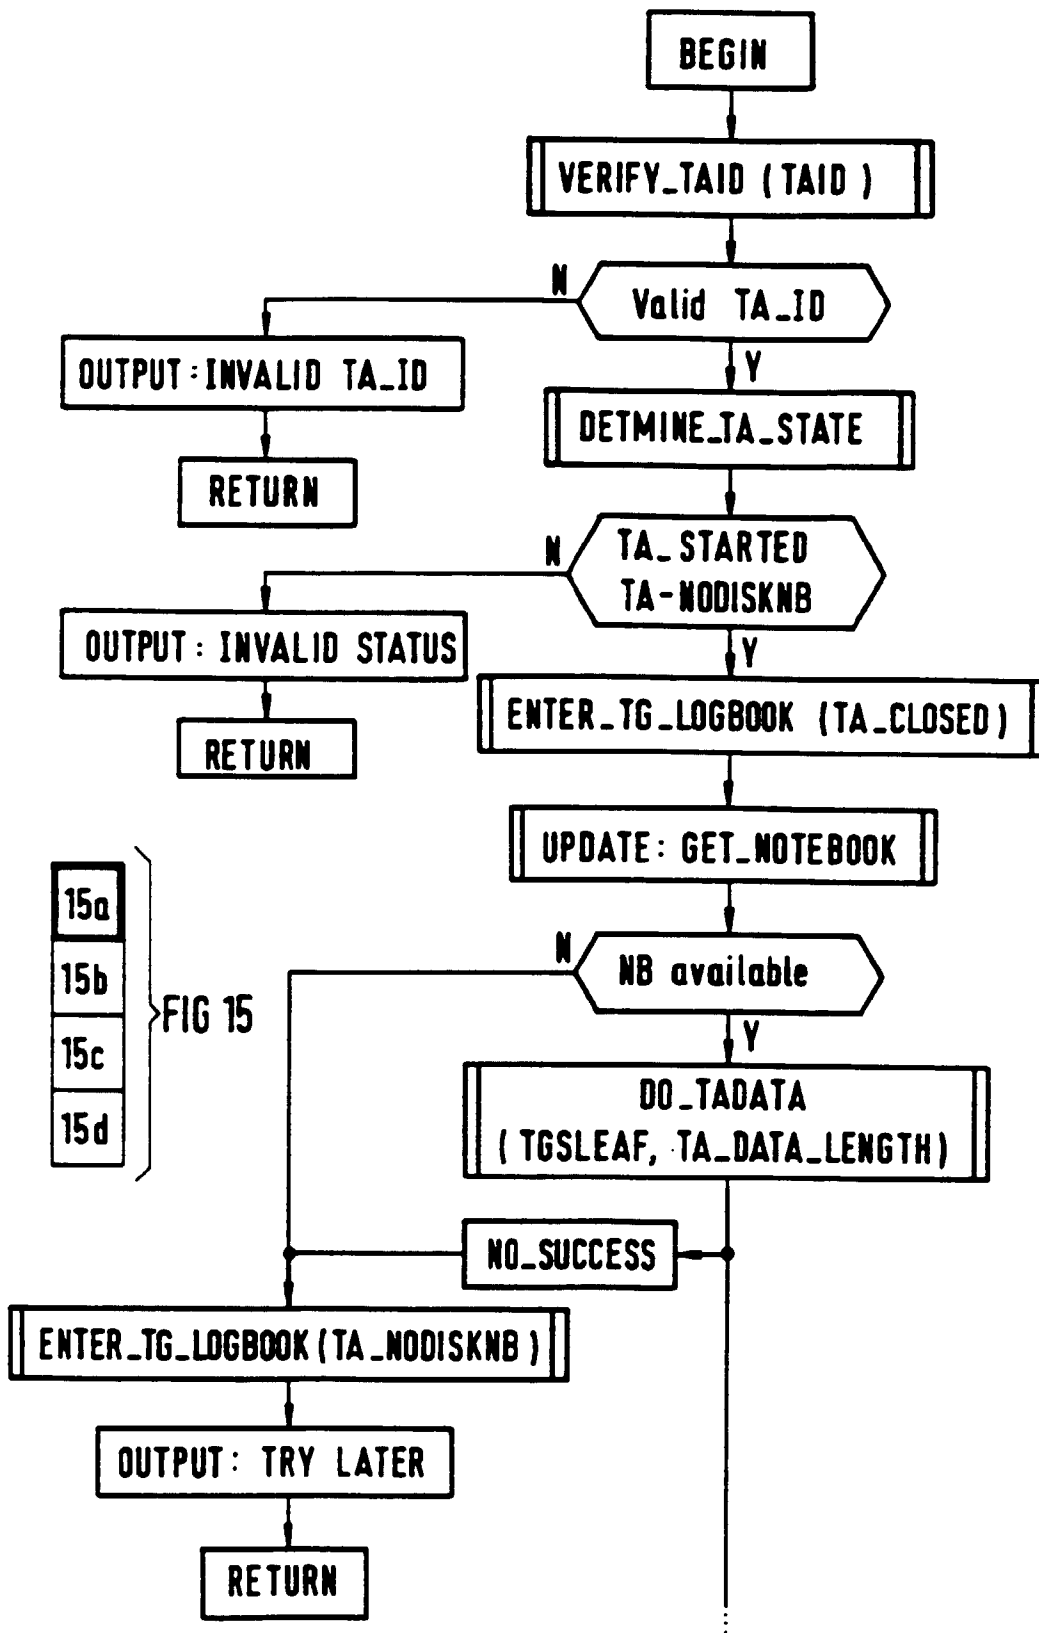 BEGIN
VERIFY_TAID (TAID)
N
Valid TA_ID
Y
OUTPUT: INVALID TA_ID
RETURN
DETMINE_TA_STATE
N
TA_STARTED
TA-NODISKNB
Y
OUTPUT: INVALID STATUS
RETURN
ENTER_TG_LOGBOOK (TA_CLOSED)
UPDATE: GET_NOTEBOOK
N
NB available
Y
15a
15b
15c
15d
FIG 15
DO_TADATA
(TGSLEAF, TA_DATA_LENGTH)
NO_SUCCESS
ENTER_TG_LOGBOOK (TA_NODISKNB)
OUTPUT: TRY LATER
RETURN